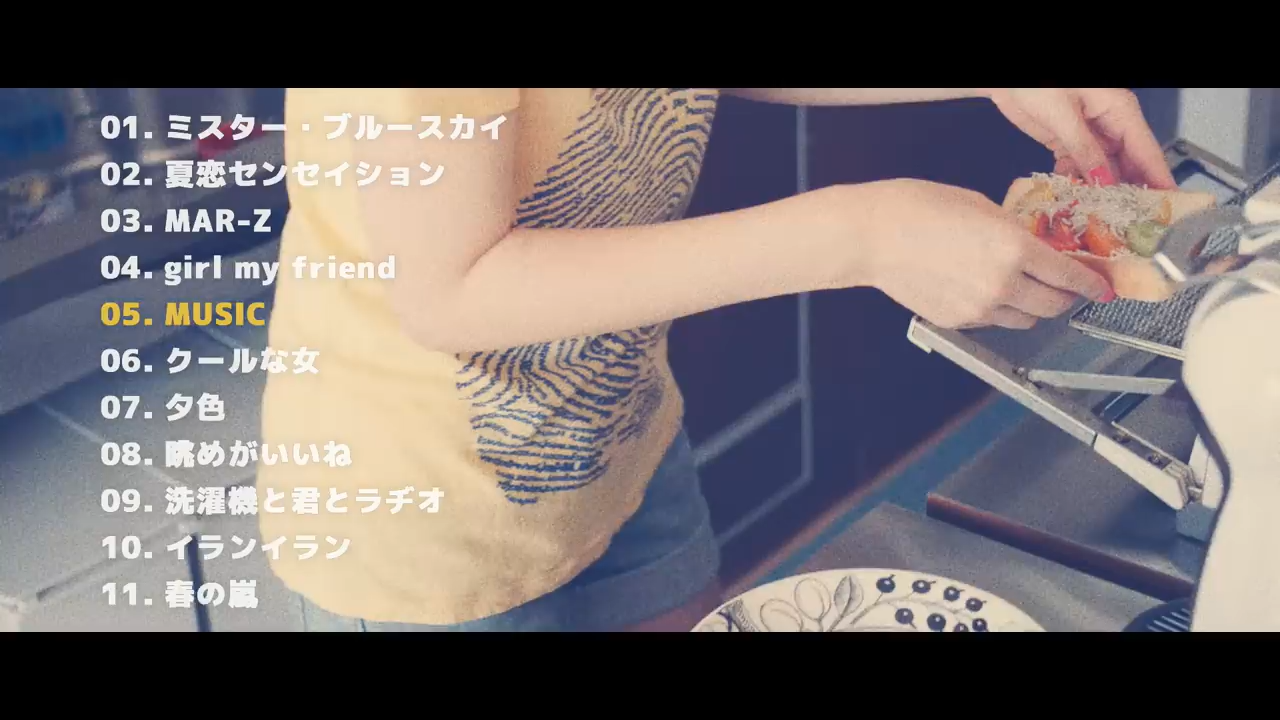 01. ミスター・ブルースカイ
02. 夏恋センセイション
03. MAR-Z
04. girl my friend
05. MUSIC
06. クールな女
07.夕色
08. 眺めがいいね
09. 洗濯機と君とラヂオ
10. イランイラン
11. 春の嵐